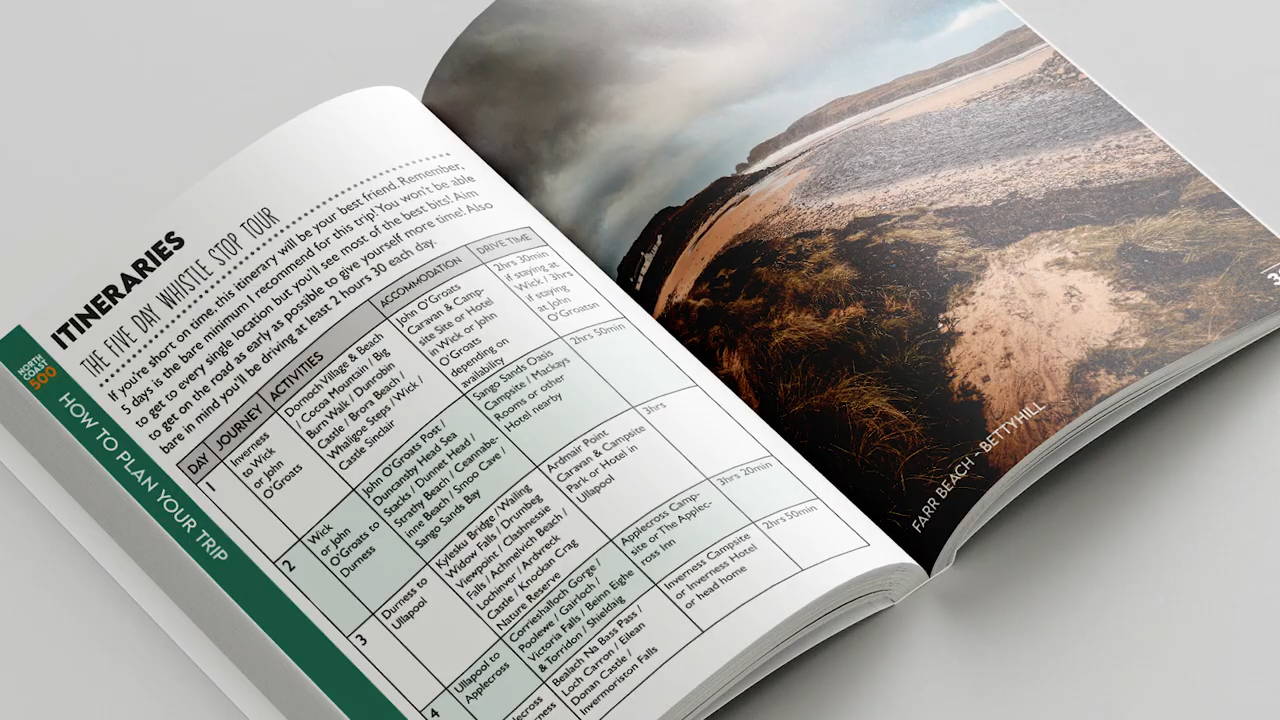 NORTH
COAST
500
HOW TO PLAN YOUR TRIP
ITINERARIES
THE FIVE DAY WHISTLE STOP TOUR
If you're short on time, this itinerary will be your best friend. Remember,
5 days is the bare minimum I recommend for this trip! You won't be able
to get to every single location but you'll see most of the best bits! Aim
to get on the road as early as possible to give yourself more time! Also
bare in mind you'll be driving at least 2 hours 30 each day.
DAY
JOURNEY
ACTIVITIES
ACCOMMODATION
DRIVE TIME
1
Inverness
to Wick
or John
O'Groats
Dornoch Village & Beach
/ Cocoa Mountain / Big
Burn Walk / Dunrobin
Castle / Brora Beach /
Whaligoe Steps / Wick /
Castle Sinclair
John O'Groats
Caravan & Camp-
site Site or Hotel
in Wick or John
O'Groats
depending on
availability
2hrs 30min
if staying at
Wick / 3hrs
if staying
at John
O'Groatsn
2
Wick
or John
O'Groats to
Durness
John O'Groats Post /
Duncansby Head Sea
Stacks / Dunnet Head /
Strathy Beach / Ceannabe-
inne Beach / Smoo Cave /
Sango Sands Bay
Sango Sands Oasis
Campsite / Mackays
Rooms or other
Hotel nearby
2hrs 50min
3
Durness to
Ullapool
Kylesku Bridge / Wailing
Widow Falls / Drumbeg
Viewpoint / Clashnessie
Falls / Achmelvich Beach /
Lochinver / Ardvreck
Castle / Knockan Crag
Nature Reserve
Ardmair Point
Caravan & Campsite
Park or Hotel in
Ullapool
3hrs
4
Ullapool to
Applecross
Corrieshalloch Gorge /
Poolewe / Gairloch /
Victoria Falls / Beinn Eighe
& Torridon / Shieldaig
Applecross Camp-
site or The Applec-
ross Inn
3hrs 20min
Bealach Na Bass Pass /
Loch Carron / Eilean
Donan Castle /
Invermoriston Falls
Inverness Campsite
or Inverness Hotel
or head home
2hrs 50min
FARR BEACH - BETTYHILL